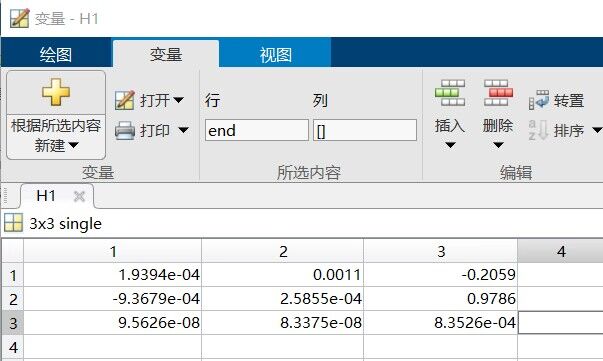 变量 - H1
绘图 变量 视图
根据所选内容
新建
打开
打印
变量
行 列
end []
所选内容
插入 删除
转置
排序
编辑
H1
3x3 single
1 2 3 4
1 1.9394e-04 0.0011 -0.2059
2 -9.3679e-04 2.5855e-04 0.9786
3 9.5626e-08 8.3375e-08 8.3526e-04
4